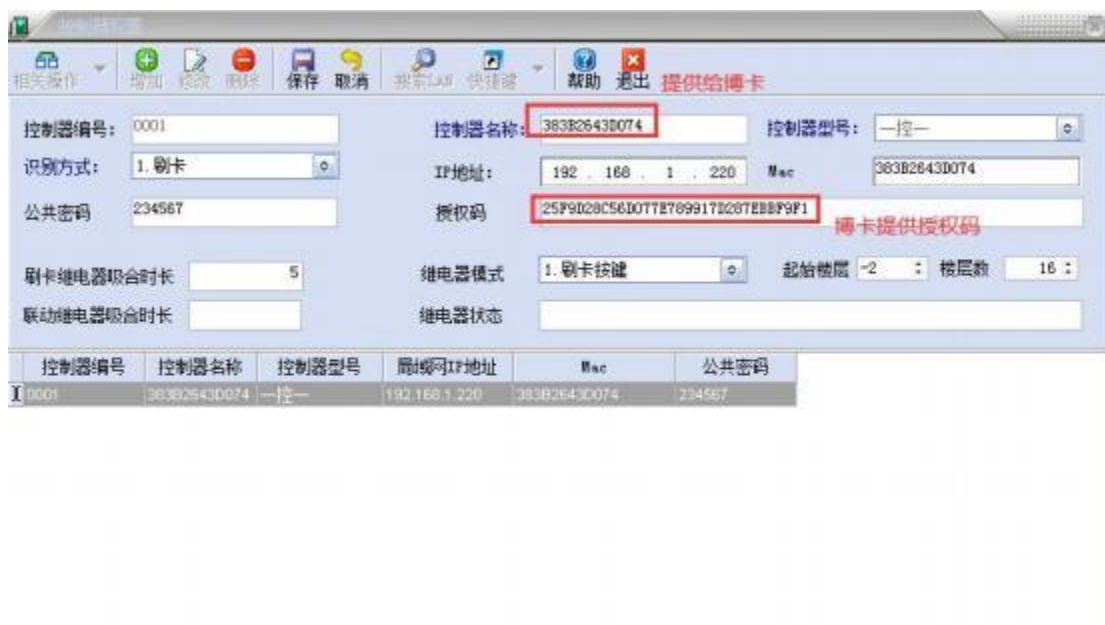 相关操作 增加 修改 删除 保存 取消 搜索LAN 快捷键 帮助 退出 提供给博卡
控制器编号: 0001 控制器名称: 383B2643D074 控制器型号: 一控一
识别方式: 1.刷卡 IP地址: 192 . 168 . 1 . 220 Mac 383B2643D074
公共密码 234567 授权码 25F9D28C56D077E789917D287EBBF9F1
博卡提供授权码
刷卡继电器吸合时长 5 继电器模式 1.刷卡按键 起始楼层 -2 楼层数 16
联动继电器吸合时长 继电器状态
控制器编号 控制器名称 控制器型号 局域网IP地址 Mac 公共密码
0001 383B2643D074 一控一 192.168.1.220 383B2643D074 234567